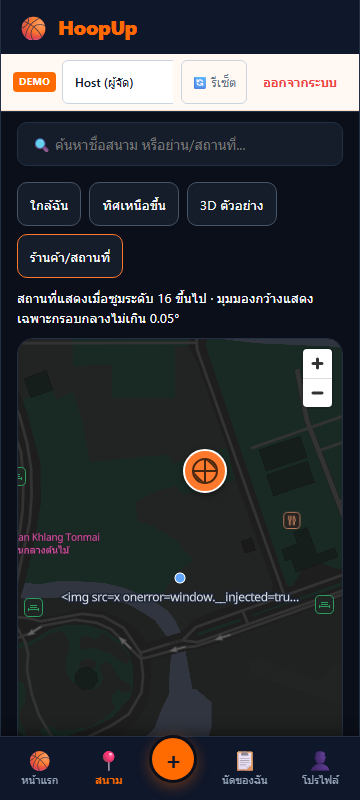 HoopUp
DEMO
Host (ผู้จัด)
รีเซ็ต
ออกจากระบบ
ค้นหาชื่อสนาม หรือย่าน/สถานที่...
ใกล้ฉัน
ทิศเหนือขึ้น
3D ตัวอย่าง
ร้านค้า/สถานที่
สถานที่แสดงเมื่อซูมระดับ 16 ขึ้นไป · มุมมองกว้างแสดง
เฉพาะกรอบกลางไม่เกิน 0.05°
+
−
an Khlang Tonmai
นกลางต้นไม้
<img src=x onerror=window.__injected=tru...
+
หน้าแรก
สนาม
นัดของฉัน
โปรไฟล์